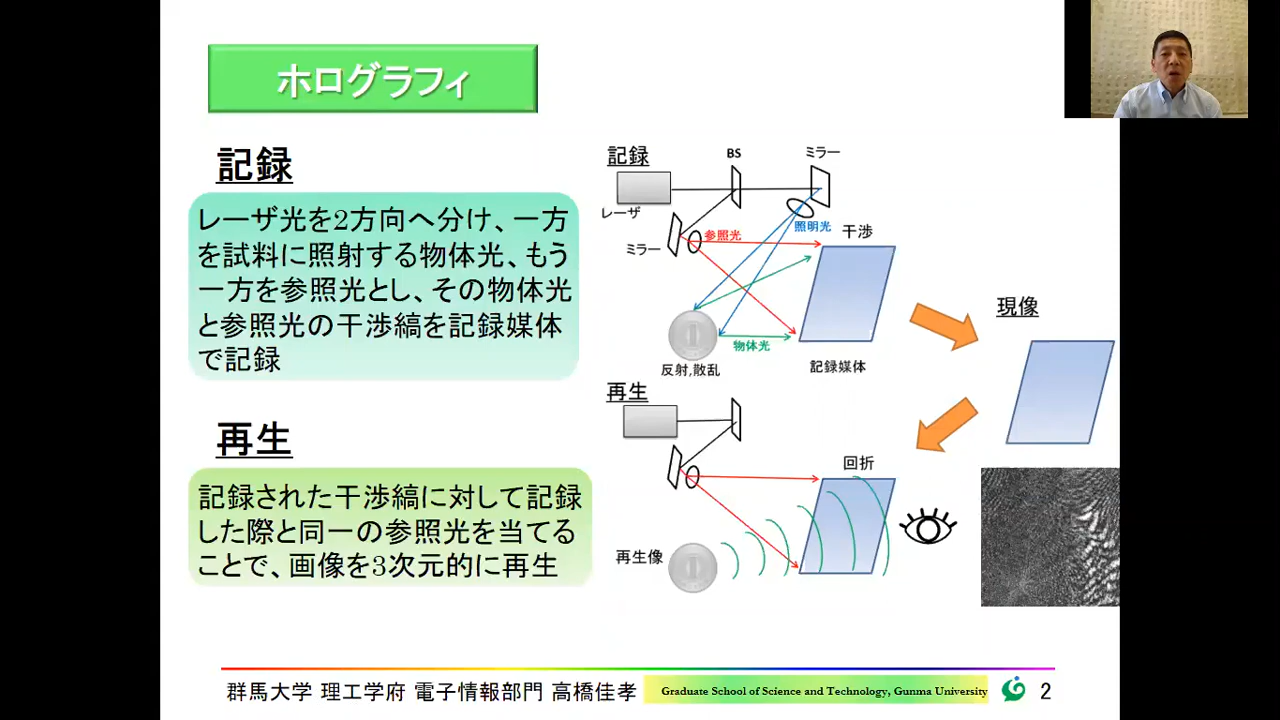 ホログラフィ
記録
レーザ光を2方向へ分け、一方
を試料に照射する物体光、もう
一方を参照光とし、その物体光
と参照光の干渉縞を記録媒体
で記録
再生
記録された干渉縞に対して記録
した際と同一の参照光を当てる
ことで、画像を3次元的に再生
記録
BS
ミラー
レーザ
ミラー
参照光
照明光
干渉
物体光
反射,散乱
記録媒体
現像
再生
回折
再生像
群馬大学 理工学府 電子情報部門 高橋佳孝
Graduate School of Science and Technology, Gunma University
2